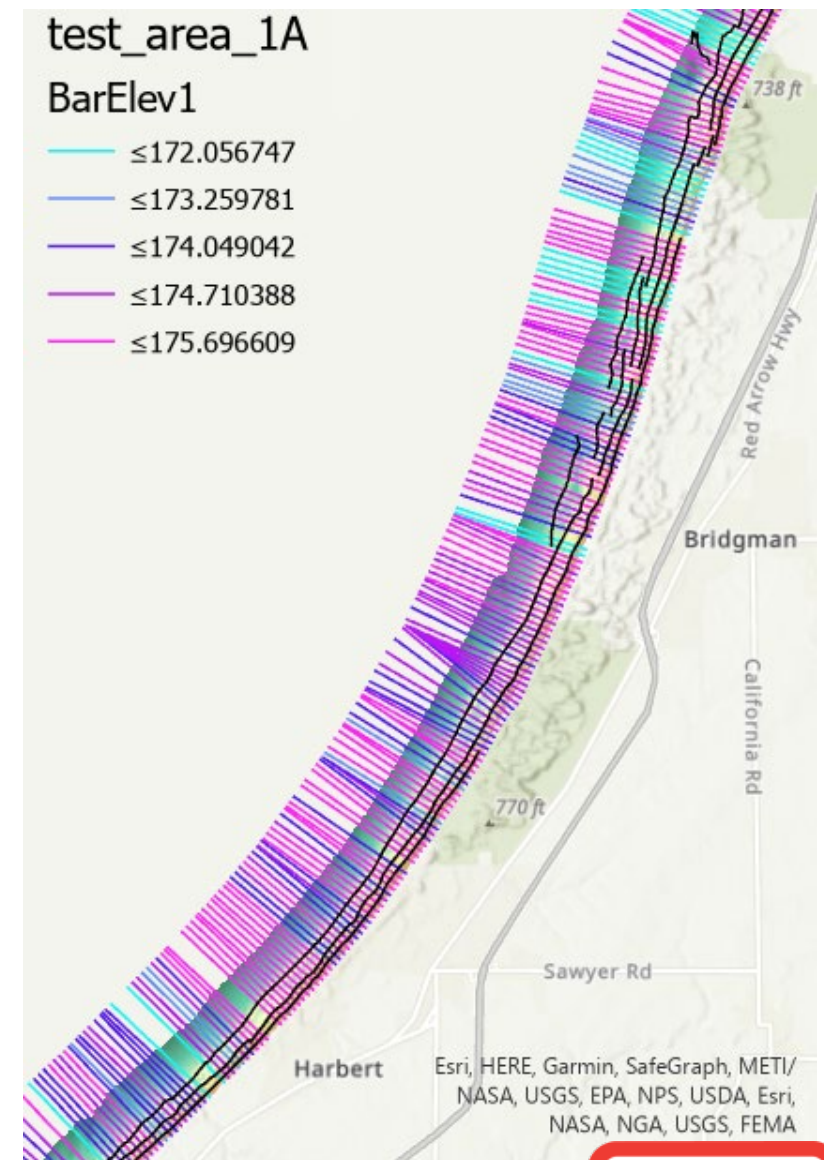 test_area_1A
BarElev1
≤172.056747
≤173.259781
≤174.049042
≤174.710388
≤175.696609
738 ft
Red Arrow Hwy
Bridgman
California Rd
770 ft
Sawyer Rd
Harbert
Esri, HERE, Garmin, SafeGraph, METI/
NASA, USGS, EPA, NPS, USDA, Esri,
NASA, NGA, USGS, FEMA